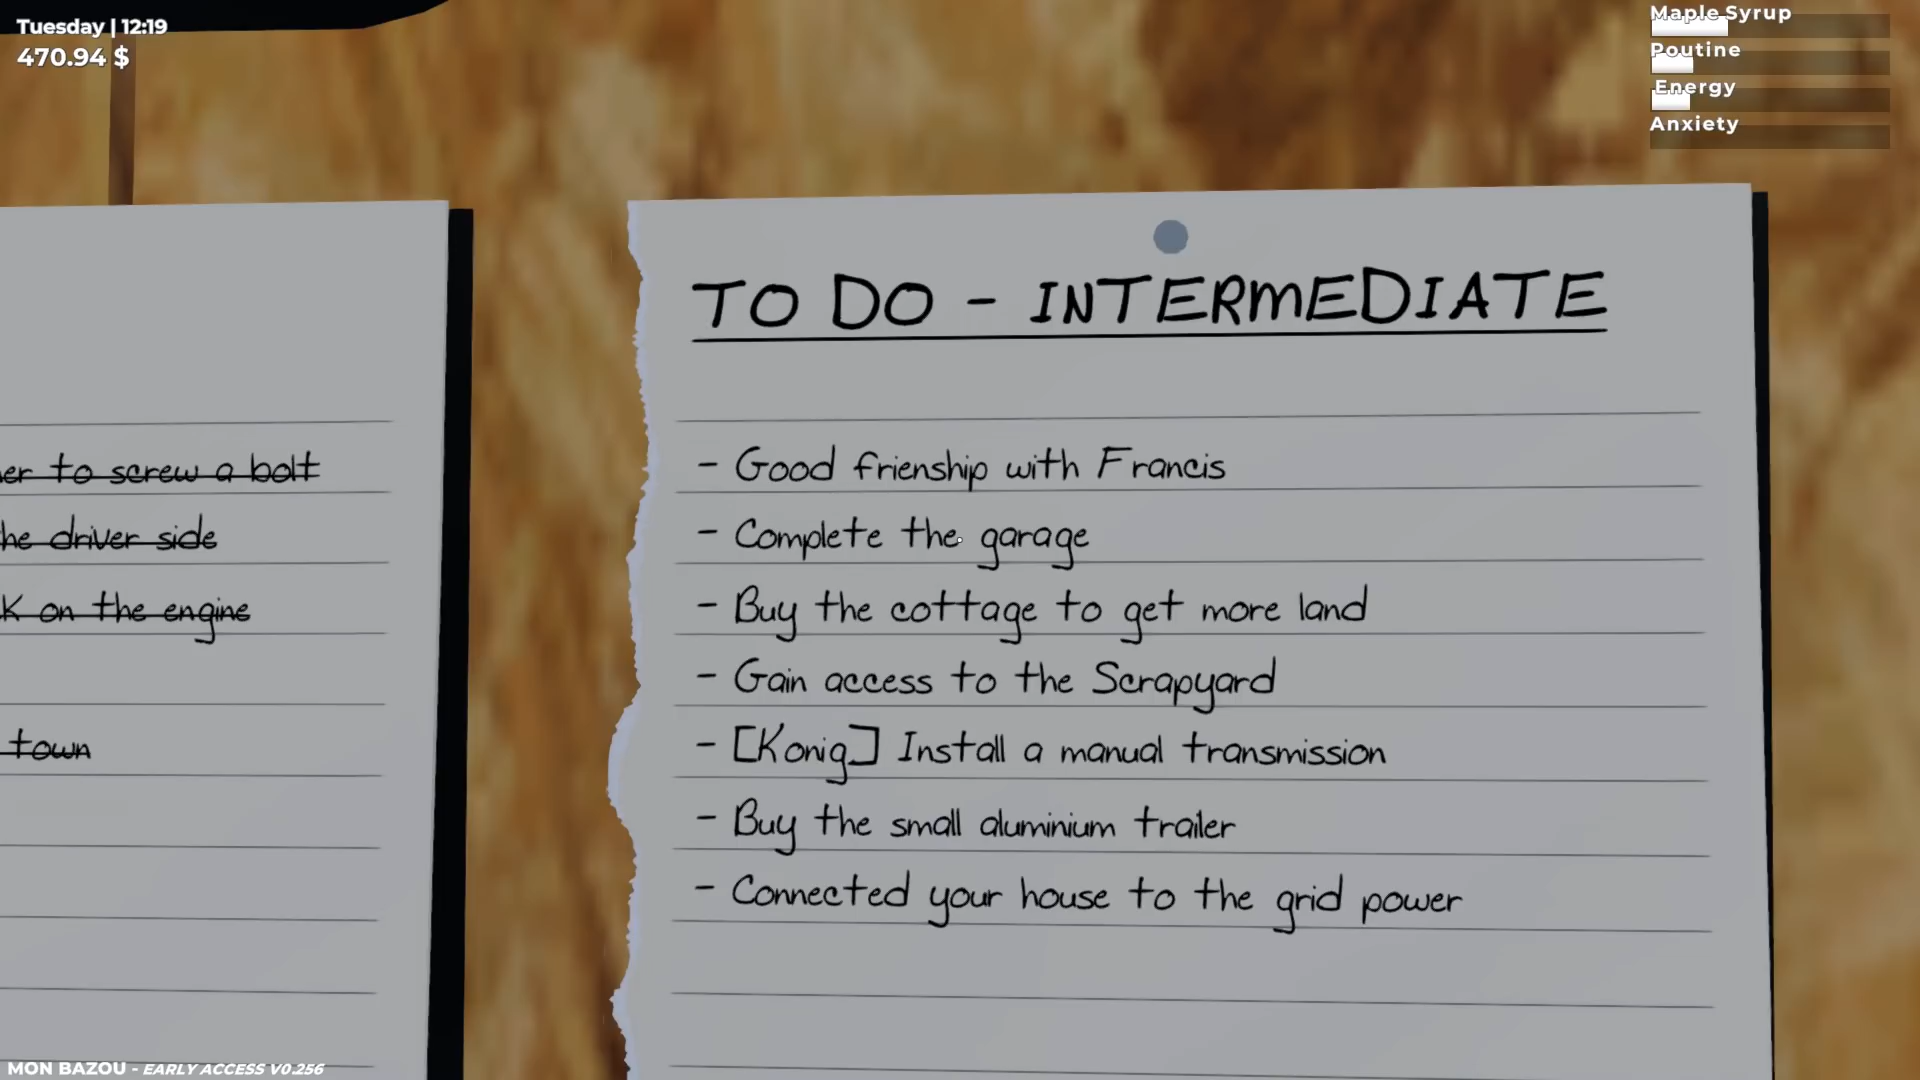 Tuesday | 12:19
470.94 $
Maple Syrup
Poutine
Energy
Anxiety
er to screw a bolt
he driver side
on the engine
town
TO DO - INTERMEDIATE
- Good frienship with Francis
- Complete the garage
- Buy the cottage to get more land
- Gain access to the Scrapyard
- [Konig] Install a manual transmission
- Buy the small aluminium trailer
- Connected your house to the grid power
MON BAZOU - EARLY ACCESS V0.256